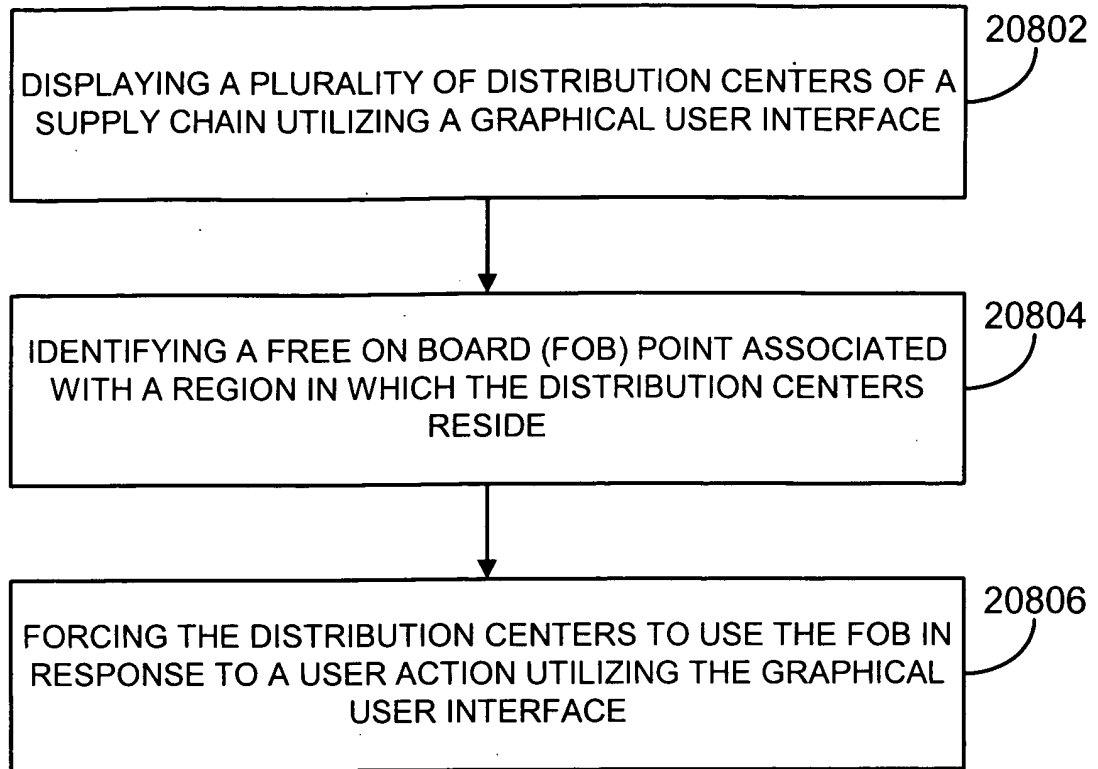 20802
DISPLAYING A PLURALITY OF DISTRIBUTION CENTERS OF A
SUPPLY CHAIN UTILIZING A GRAPHICAL USER INTERFACE
20804
IDENTIFYING A FREE ON BOARD (FOB) POINT ASSOCIATED
WITH A REGION IN WHICH THE DISTRIBUTION CENTERS
RESIDE
20806
FORCING THE DISTRIBUTION CENTERS TO USE THE FOB IN
RESPONSE TO A USER ACTION UTILIZING THE GRAPHICAL
USER INTERFACE